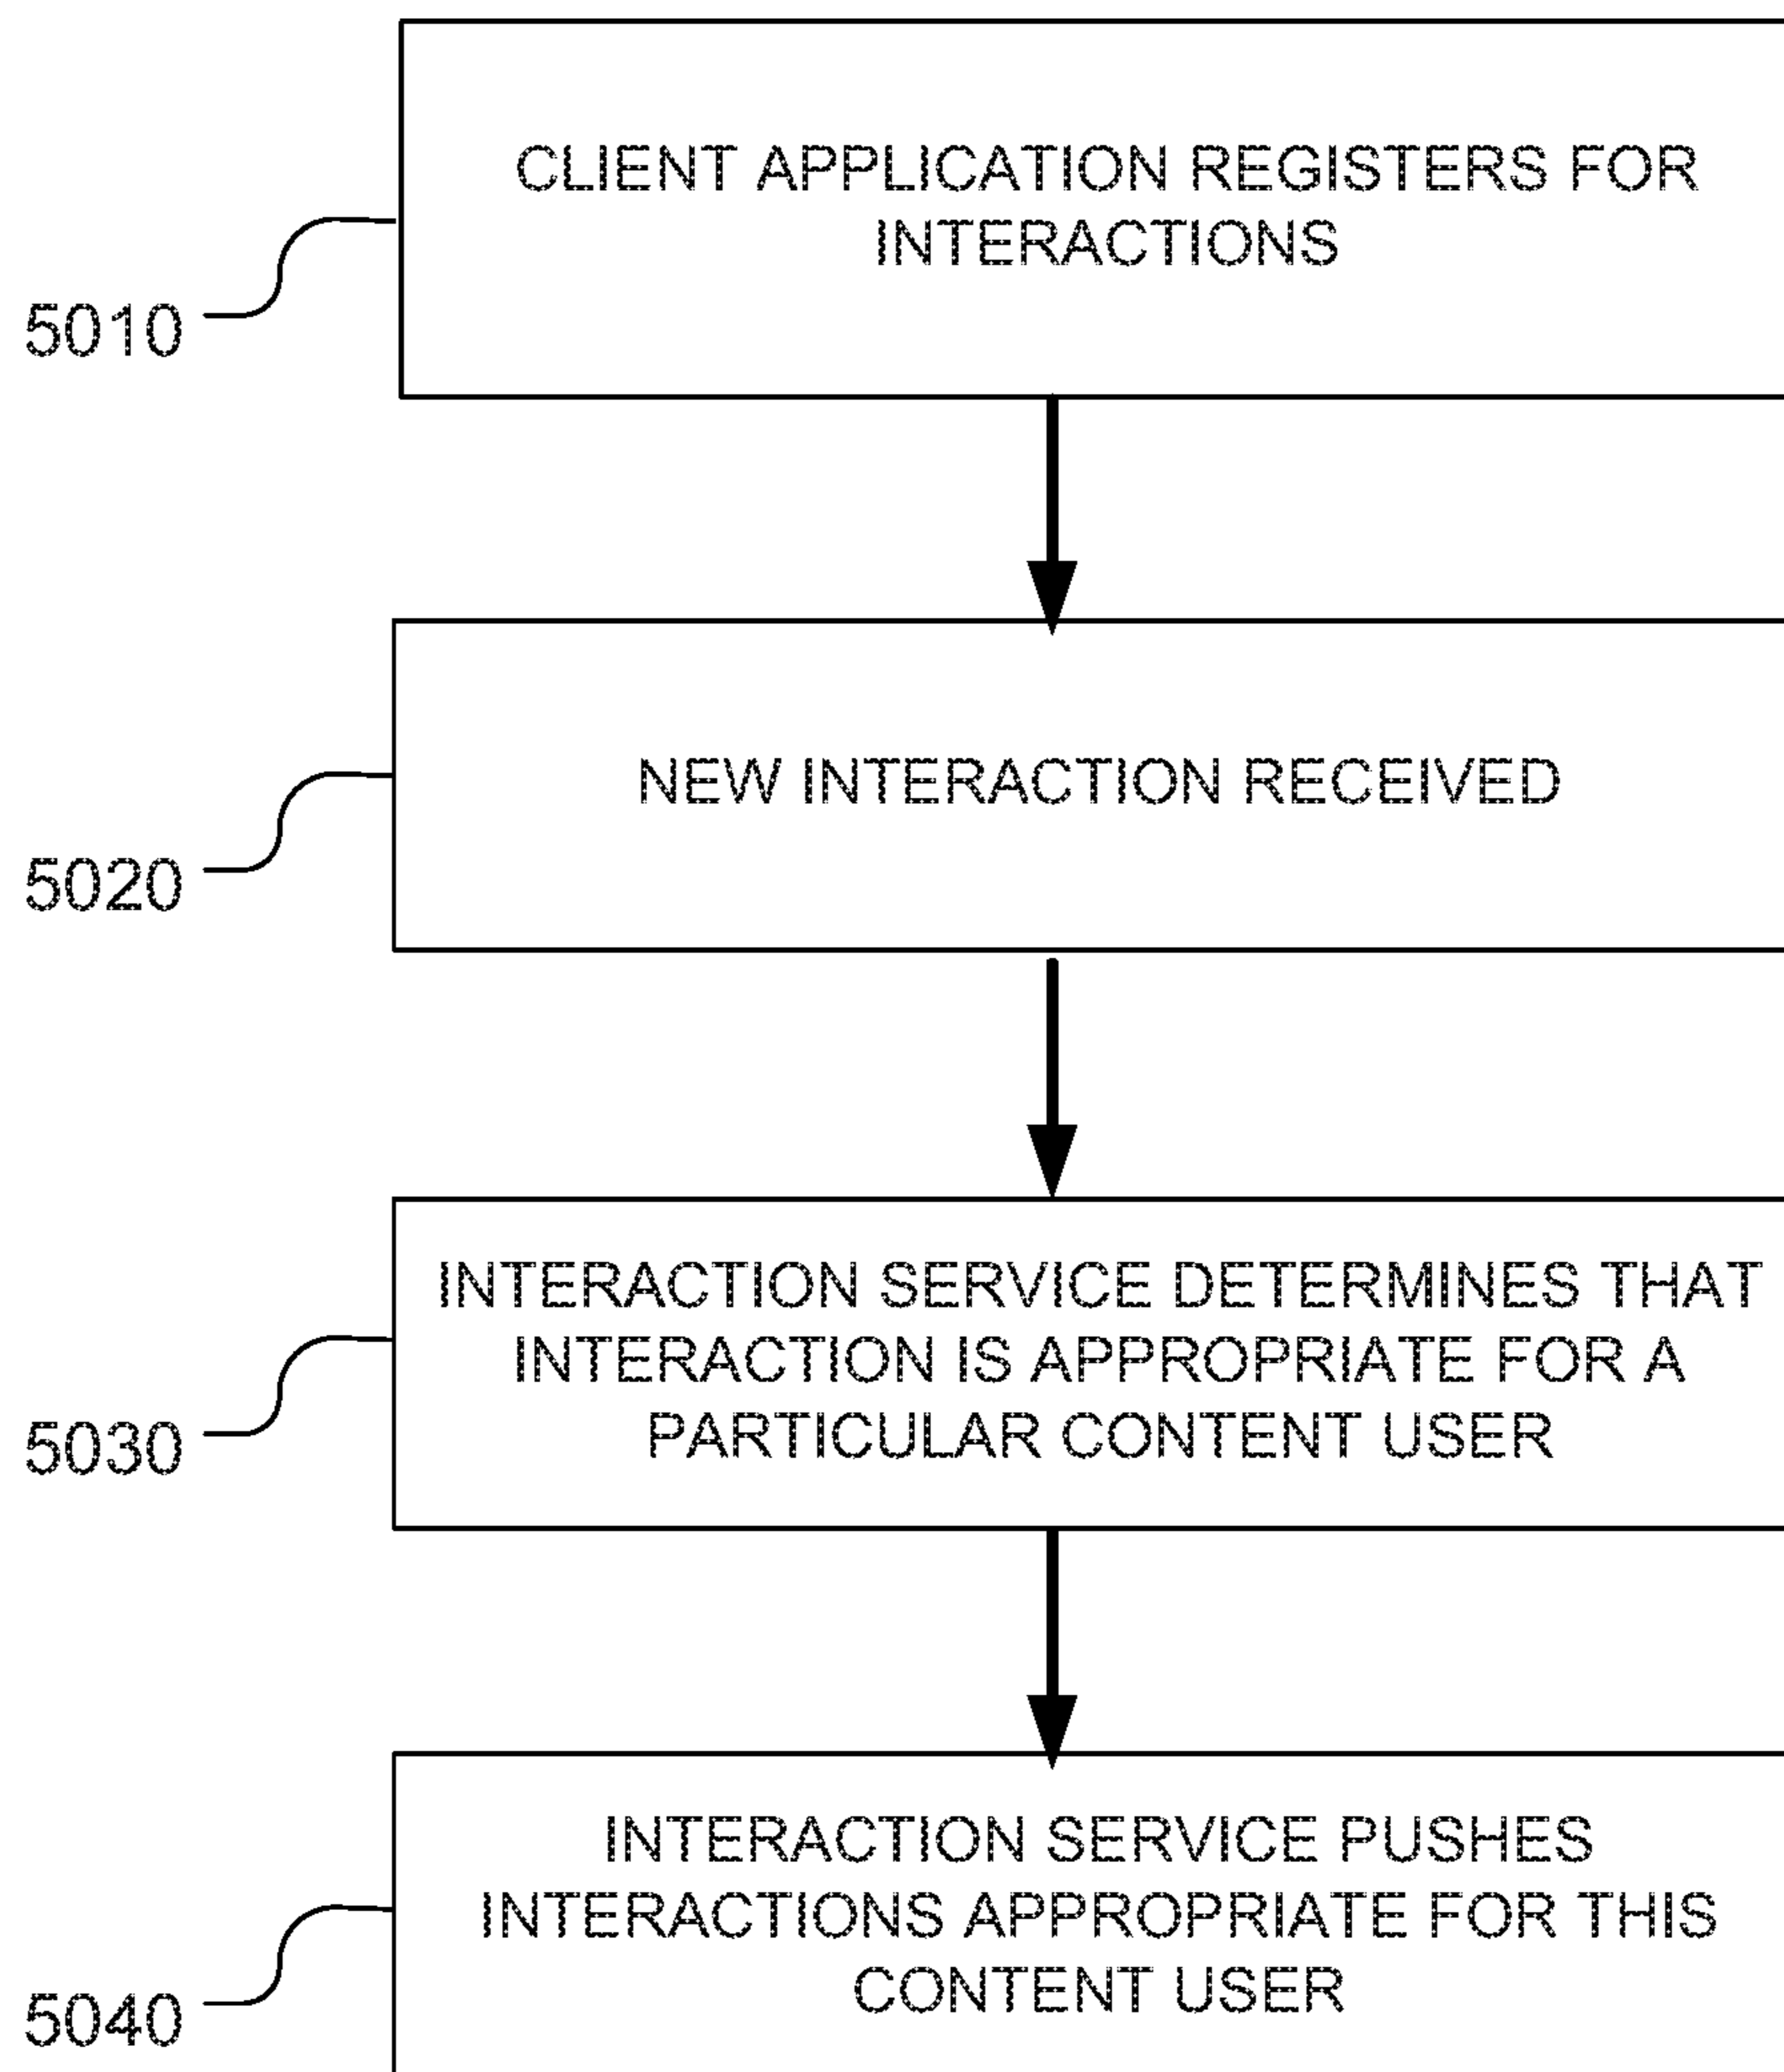 CLIENT APPLICATION REGISTERS FOR
INTERACTIONS
5010
NEW INTERACTION RECEIVED
5020
INTERACTION SERVICE DETERMINES THAT
INTERACTION IS APPROPRIATE FOR A
PARTICULAR CONTENT USER
5030
INTERACTION SERVICE PUSHES
INTERACTIONS APPROPRIATE FOR THIS
CONTENT USER
5040